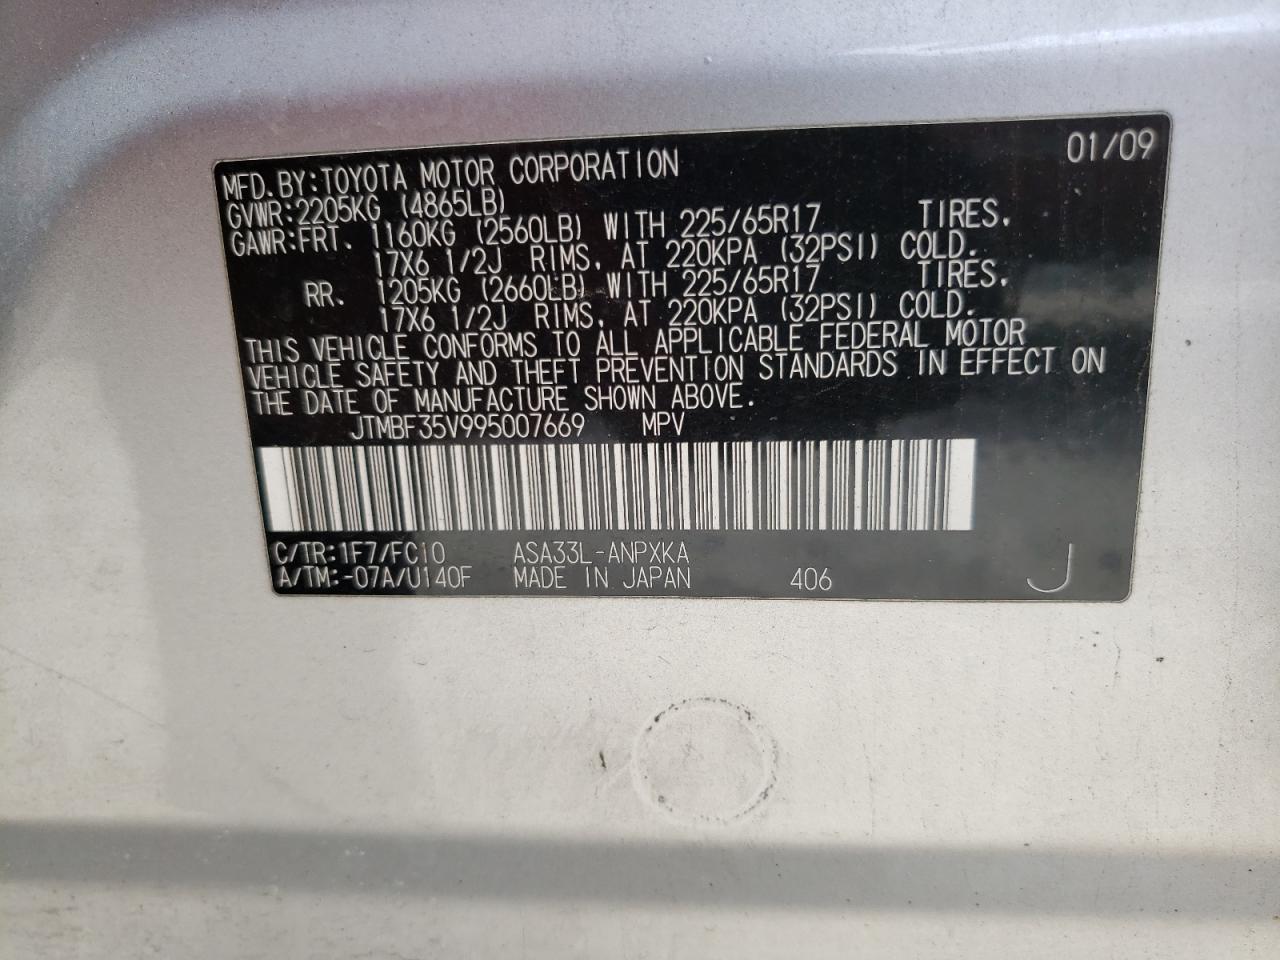 01/09
MFD.BY:TOYOTA MOTOR CORPORATION
GVWR:2205KG (4865LB)
GAWR:FRT. 1160KG (2560LB) WITH 225/65R17 TIRES,
17X6 1/2J RIMS, AT 220KPA (32PSI) COLD.
RR. 1205KG (2660LB) WITH 225/65R17 TIRES,
17X6 1/2J RIMS, AT 220KPA (32PSI) COLD.
THIS VEHICLE CONFORMS TO ALL APPLICABLE FEDERAL MOTOR
VEHICLE SAFETY AND THEFT PREVENTION STANDARDS IN EFFECT ON
THE DATE OF MANUFACTURE SHOWN ABOVE.
JTMBF35V995007669 MPV
C/TR:1F7/FC10 ASA33L-ANPXKA
A/TM:-07A/U140F MADE IN JAPAN 406 J